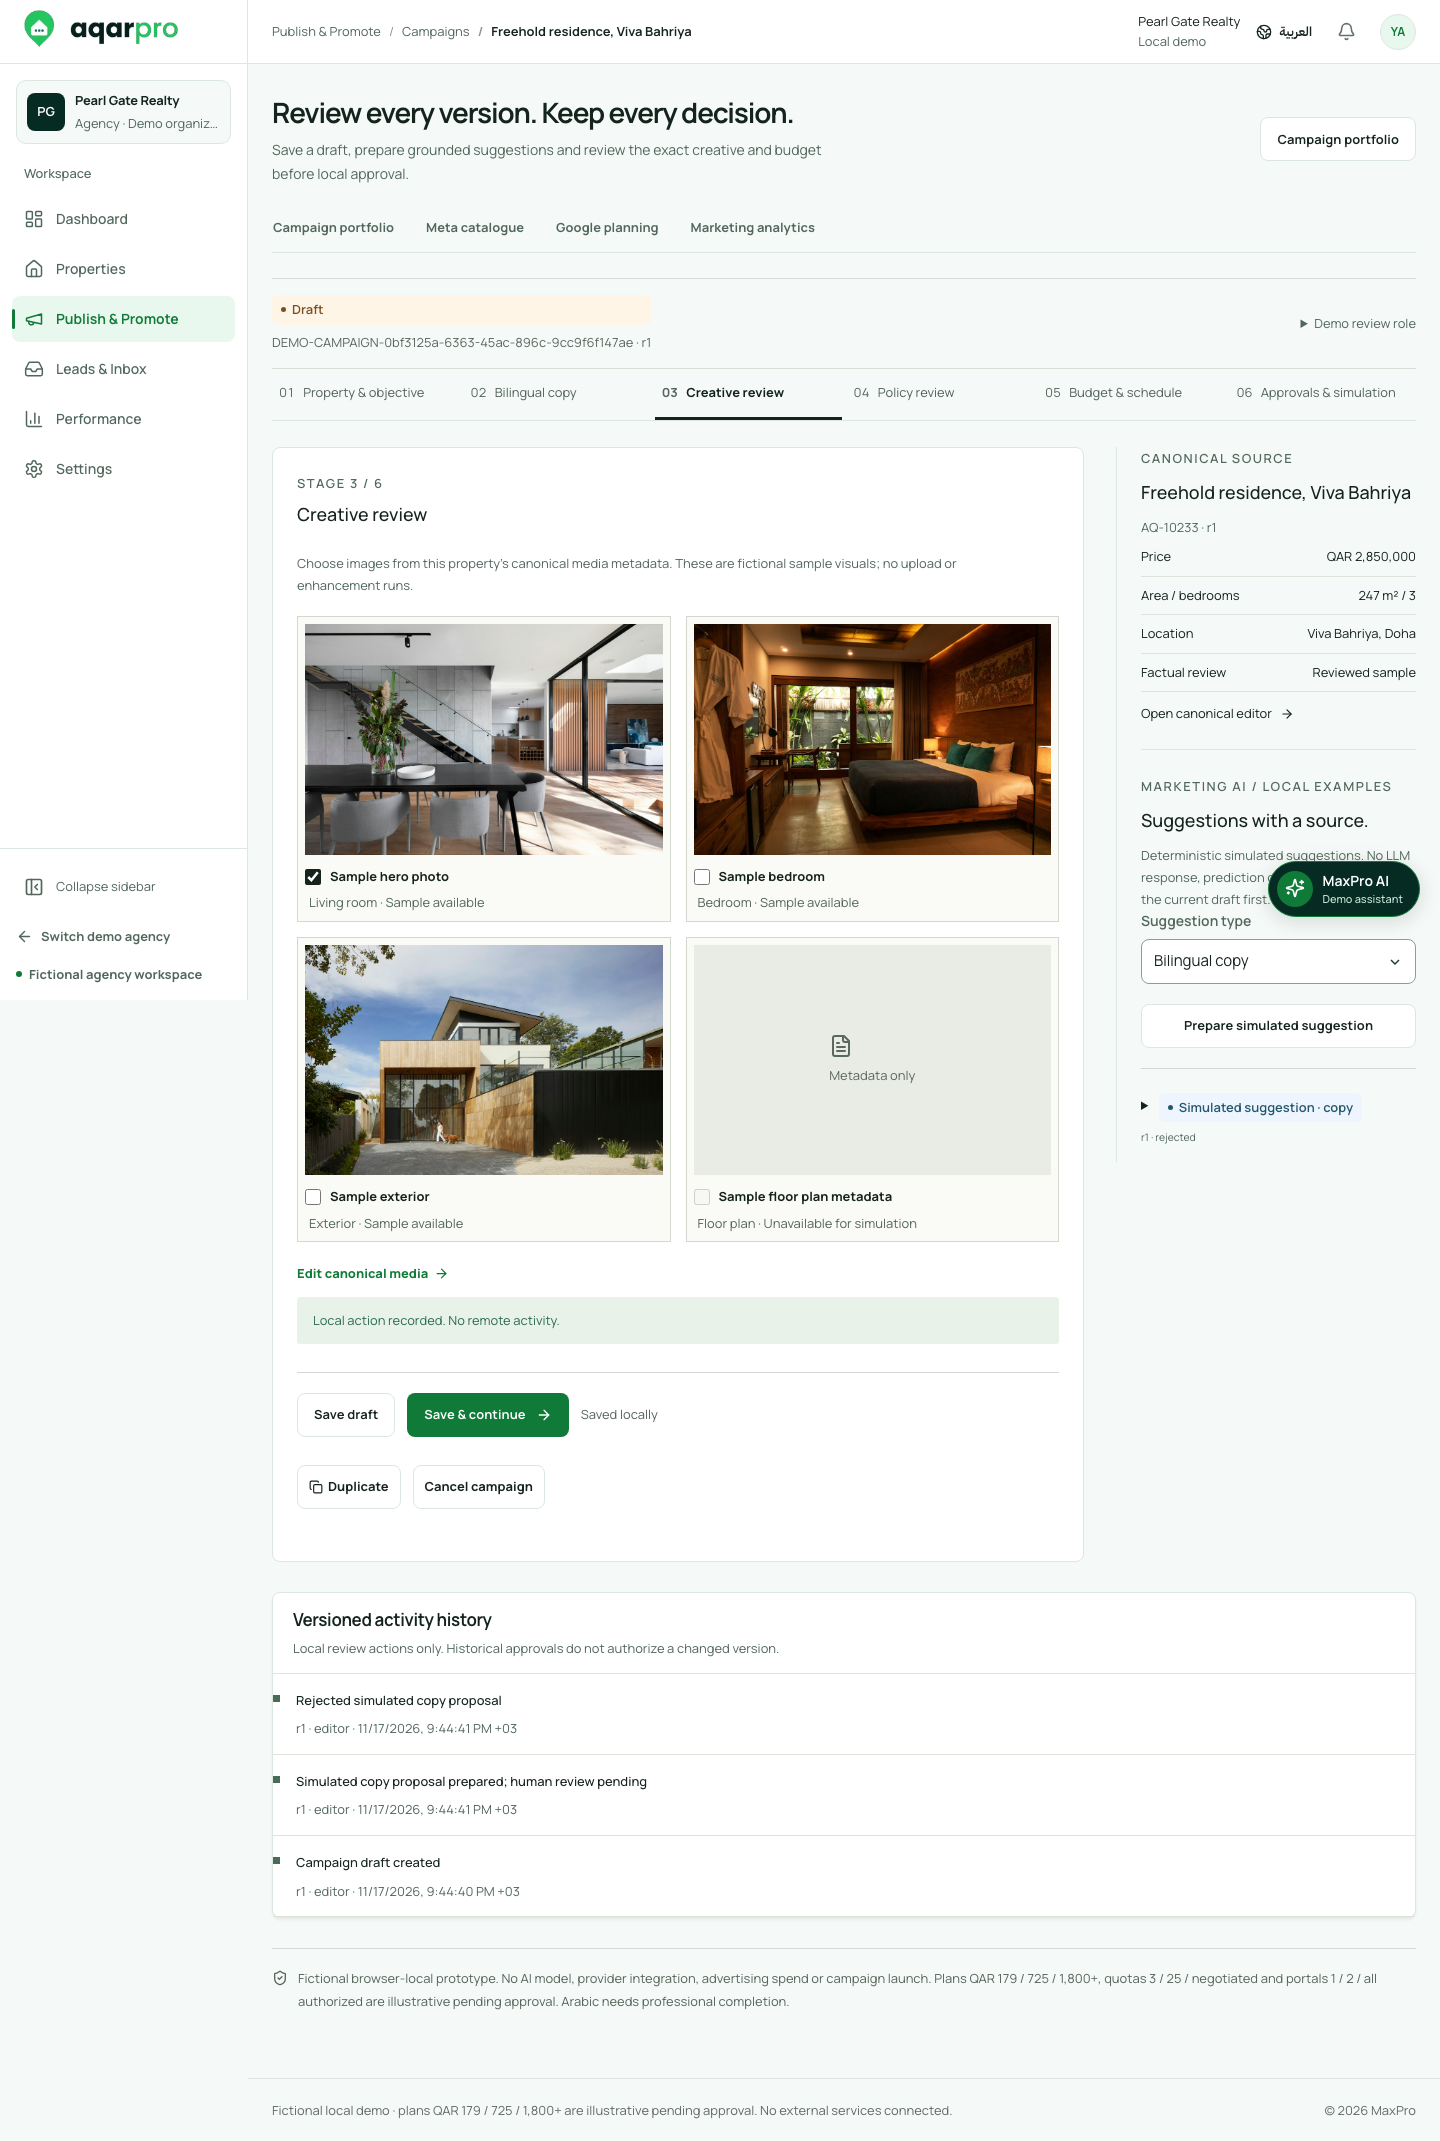 aqarpro
Publish & Promote / Campaigns / Freehold residence, Viva Bahriya
Pearl Gate Realty
Local demo
العربية
YA
PG
Pearl Gate Realty
Agency · Demo organiz...
Workspace
Dashboard
Properties
Publish & Promote
Leads & Inbox
Performance
Settings
Collapse sidebar
Switch demo agency
Fictional agency workspace
Review every version. Keep every decision.
Save a draft, prepare grounded suggestions and review the exact creative and budget
before local approval.
Campaign portfolio
Campaign portfolio
Meta catalogue
Google planning
Marketing analytics
Draft
DEMO-CAMPAIGN-0bf3125a-6363-45ac-896c-9cc9f6f147ae · r1
Demo review role
01 Property & objective
02 Bilingual copy
03 Creative review
04 Policy review
05 Budget & schedule
06 Approvals & simulation
STAGE 3 / 6
Creative review
Choose images from this property's canonical media metadata. These are fictional sample visuals; no upload or
enhancement runs.
Sample hero photo
Living room · Sample available
Sample bedroom
Bedroom · Sample available
Sample exterior
Exterior · Sample available
Metadata only
Sample floor plan metadata
Floor plan · Unavailable for simulation
Edit canonical media
Local action recorded. No remote activity.
Save draft
Save & continue
Saved locally
Duplicate
Cancel campaign
CANONICAL SOURCE
Freehold residence, Viva Bahriya
AQ-10233 · r1
Price QAR 2,850,000
Area / bedrooms 247 m² / 3
Location Viva Bahriya, Doha
Factual review Reviewed sample
Open canonical editor
MARKETING AI / LOCAL EXAMPLES
Suggestions with a source.
Deterministic simulated suggestions. No LLM
response, prediction
the current draft first.
MaxPro AI
Demo assistant
Suggestion type
Bilingual copy
Prepare simulated suggestion
Simulated suggestion · copy
r1 · rejected
Versioned activity history
Local review actions only. Historical approvals do not authorize a changed version.
Rejected simulated copy proposal
r1 · editor · 11/17/2026, 9:44:41 PM +03
Simulated copy proposal prepared; human review pending
r1 · editor · 11/17/2026, 9:44:41 PM +03
Campaign draft created
r1 · editor · 11/17/2026, 9:44:40 PM +03
Fictional browser-local prototype. No AI model, provider integration, advertising spend or campaign launch. Plans QAR 179 / 725 / 1,800+, quotas 3 / 25 / negotiated and portals 1 / 2 / all
authorized are illustrative pending approval. Arabic needs professional completion.
Fictional local demo · plans QAR 179 / 725 / 1,800+ are illustrative pending approval. No external services connected.
© 2026 MaxPro